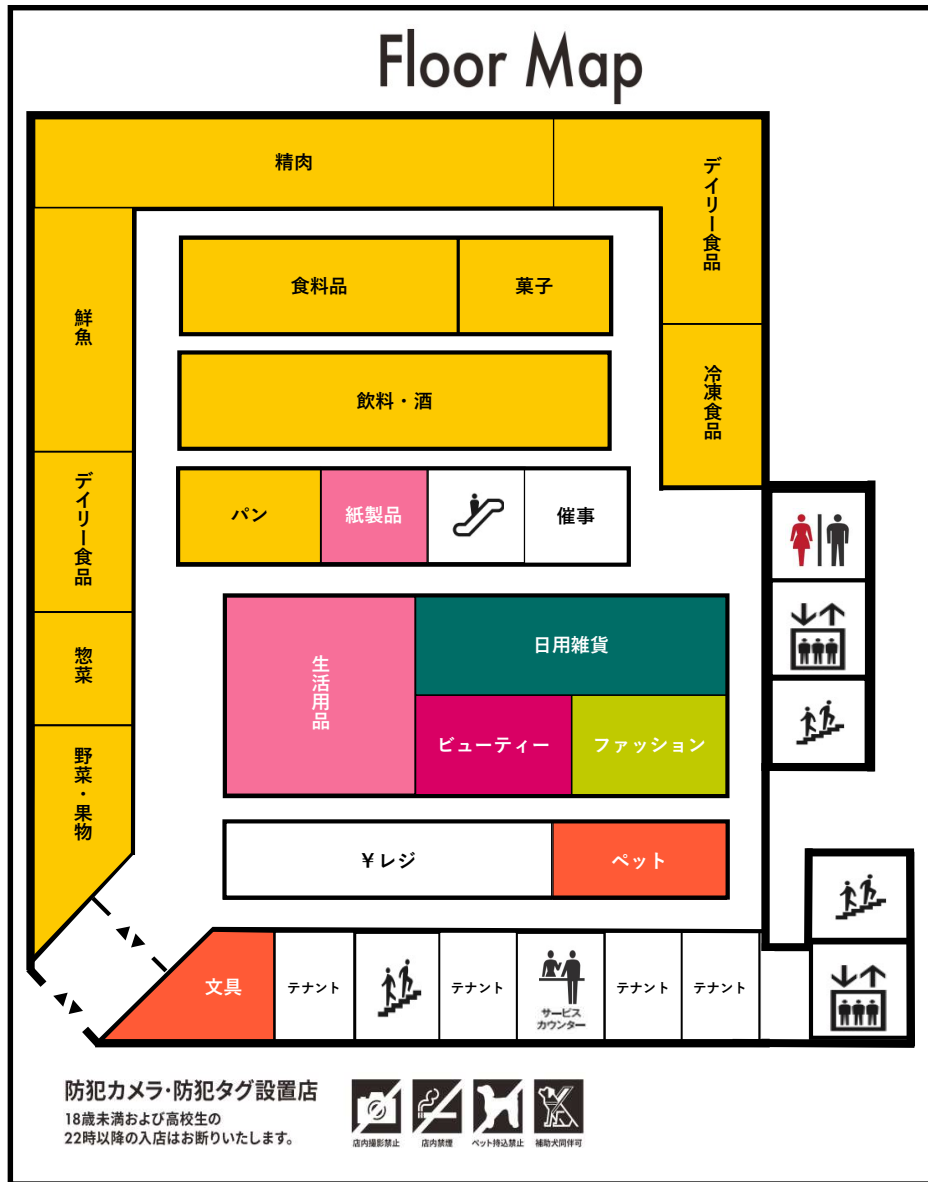 Floor Map
精肉
デイリー食品
食料品
菓子
鮮魚
飲料・酒
冷凍食品
デイリー食品
パン
紙製品
催事
惣菜
生活用品
日用雑貨
ビューティー
ファッション
野菜・果物
¥レジ
ペット
文具
テナント
テナント
サービス
カウンター
テナント
テナント
防犯カメラ・防犯タグ設置店
18歳未満および高校生の
22時以降の入店はお断りいたします。
店内撮影禁止
店内禁煙
ペット持込禁止
補助犬同伴可